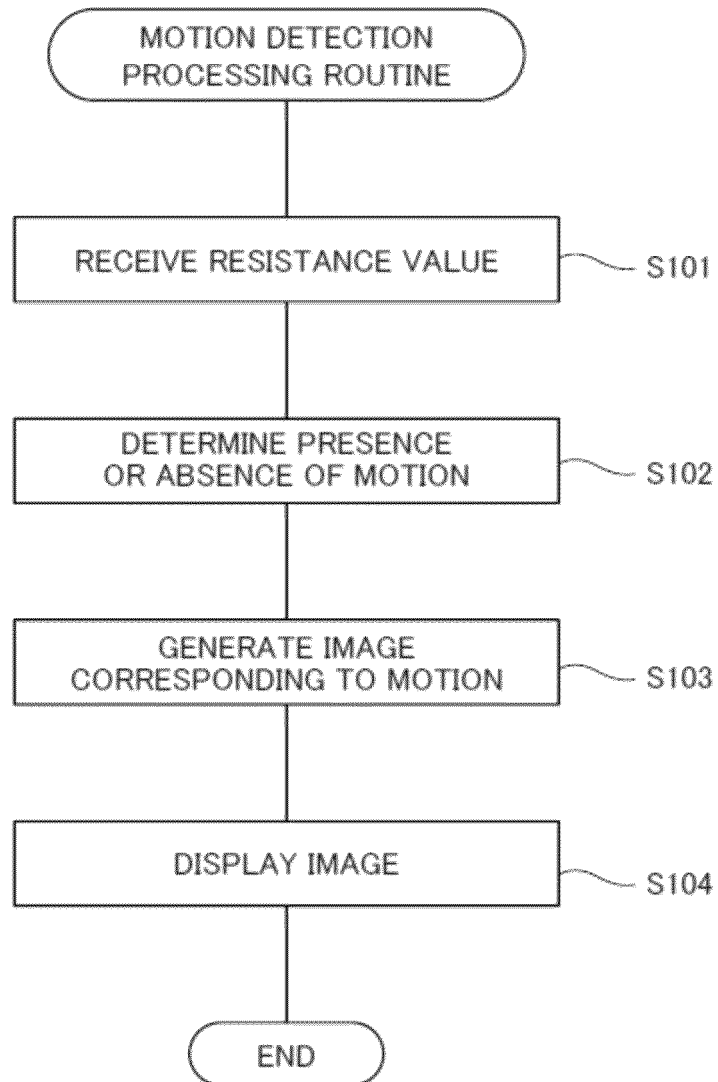 MOTION DETECTION
PROCESSING ROUTINE
RECEIVE RESISTANCE VALUE
S101
DETERMINE PRESENCE
OR ABSENCE OF MOTION
S102
GENERATE IMAGE
CORRESPONDING TO MOTION
S103
DISPLAY IMAGE
S104
END